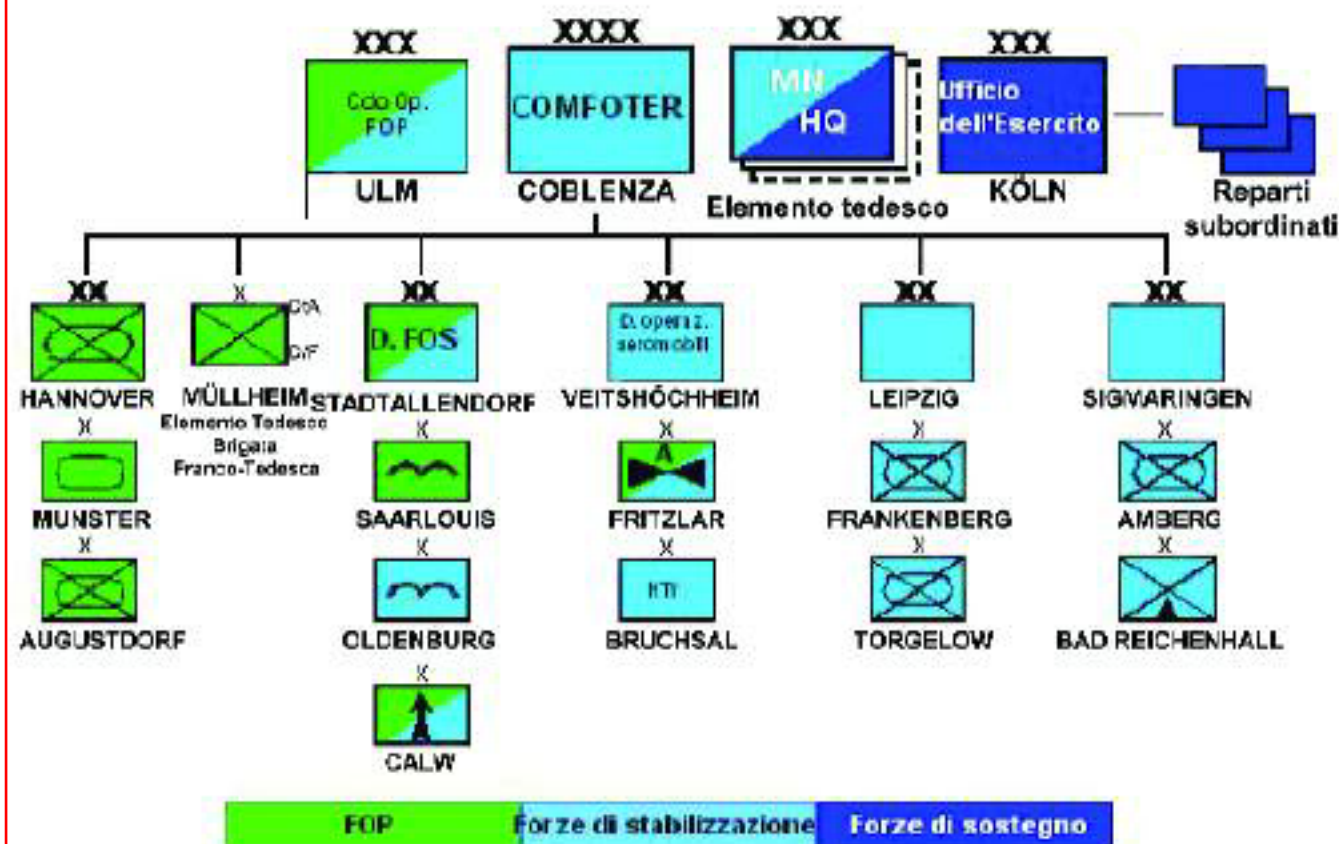 XXX
XXXX
XXX
XXX
Cdo Op.
FOP
COMFOTER
MN
HQ
Ufficio
dell'Esercito
ULM
COBLENZA
Elemento tedesco
KÖLN
Reparti
subordinati
XX
X
XX
XX
XX
XX
D. FOS
D. operaz.
aeromobili
HANNOVER
MÜLLHEIM
STADTALLENDORF
VEITSHÖCHHEIM
LEIPZIG
SIGMARINGEN
Elemento Tedesco
Brigata
Franco-Tedesca
X
X
X
X
X
A
MUNSTER
SAARLOUIS
FRITZLAR
FRANKENBERG
AMBERG
X
X
X
X
X
AUGUSTDORF
OLDENBURG
BRUCHSAL
TORGELOW
BAD REICHENHALL
X
CALW
FOP
Forze di stabilizzazione
Forze di sostegno